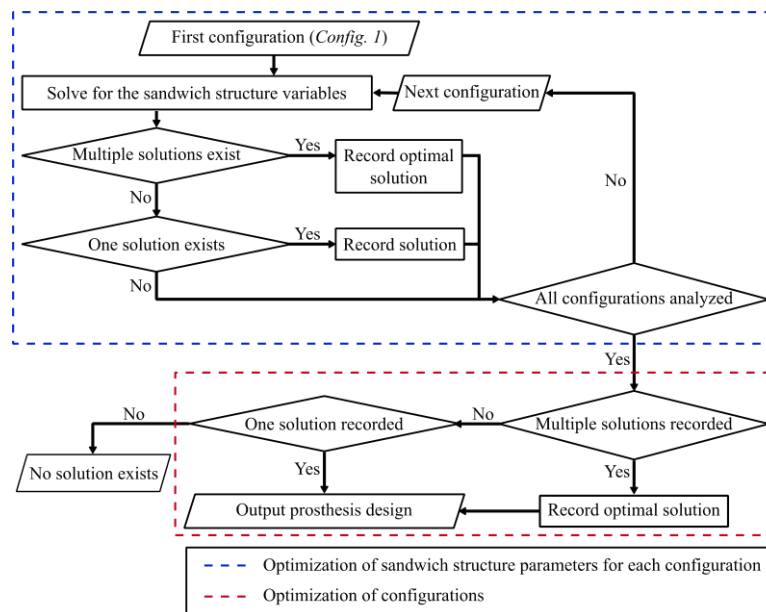 First configuration (Config. 1)
Solve for the sandwich structure variables
Next configuration
Multiple solutions exist
Yes
Record optimal
solution
No
No
One solution exists
Yes
Record solution
No
All configurations analyzed
Yes
No
One solution recorded
No
Multiple solutions recorded
No solution exists
Yes
Yes
Output prosthesis design
Record optimal solution
Optimization of sandwich structure parameters for each configuration
Optimization of configurations